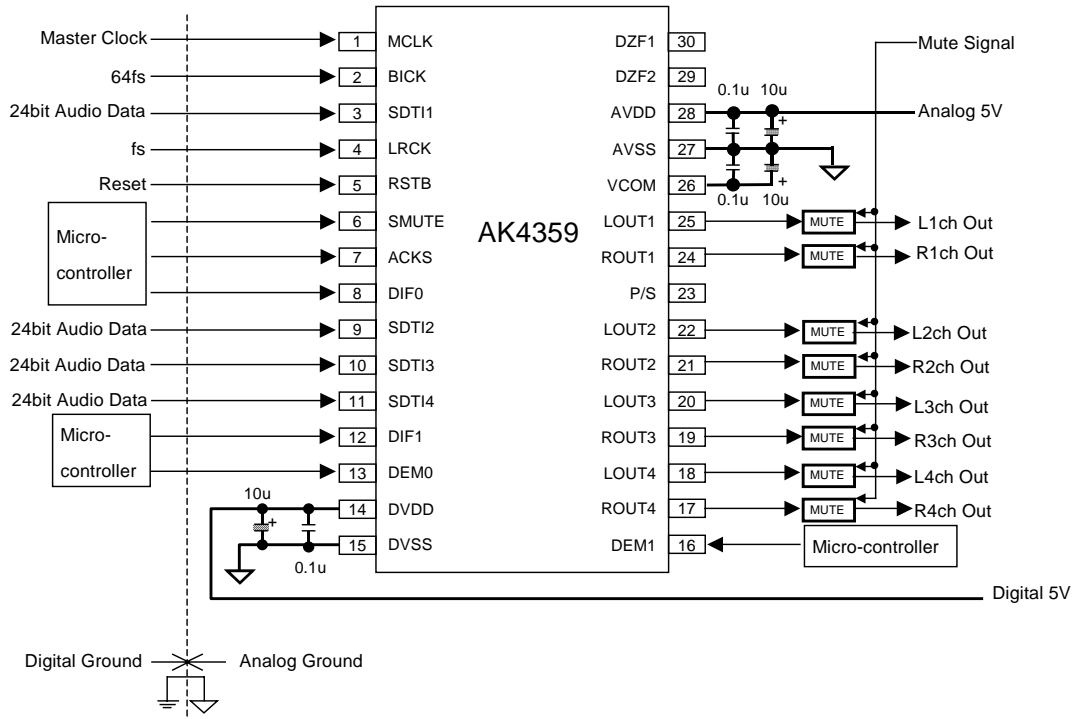 Master Clock
64fs
24bit Audio Data
fs
Reset
Micro-
controller
24bit Audio Data
24bit Audio Data
24bit Audio Data
Micro-
controller
10u
+
0.1u
1 MCLK
2 BICK
3 SDTI1
4 LRCK
5 RSTB
6 SMUTE
7 ACKS
8 DIF0
9 SDTI2
10 SDTI3
11 SDTI4
12 DIF1
13 DEM0
14 DVDD
15 DVSS
AK4359
DZF1 30
DZF2 29
AVDD 28
AVSS 27
VCOM 26
LOUT1 25
ROUT1 24
P/S 23
LOUT2 22
ROUT2 21
LOUT3 20
ROUT3 19
LOUT4 18
ROUT4 17
DEM1 16
Mute Signal
0.1u 10u
+
Analog 5V
+
0.1u 10u
MUTE L1ch Out
MUTE R1ch Out
MUTE L2ch Out
MUTE R2ch Out
MUTE L3ch Out
MUTE R3ch Out
MUTE L4ch Out
MUTE R4ch Out
Micro-controller
Digital 5V
Digital Ground
Analog Ground